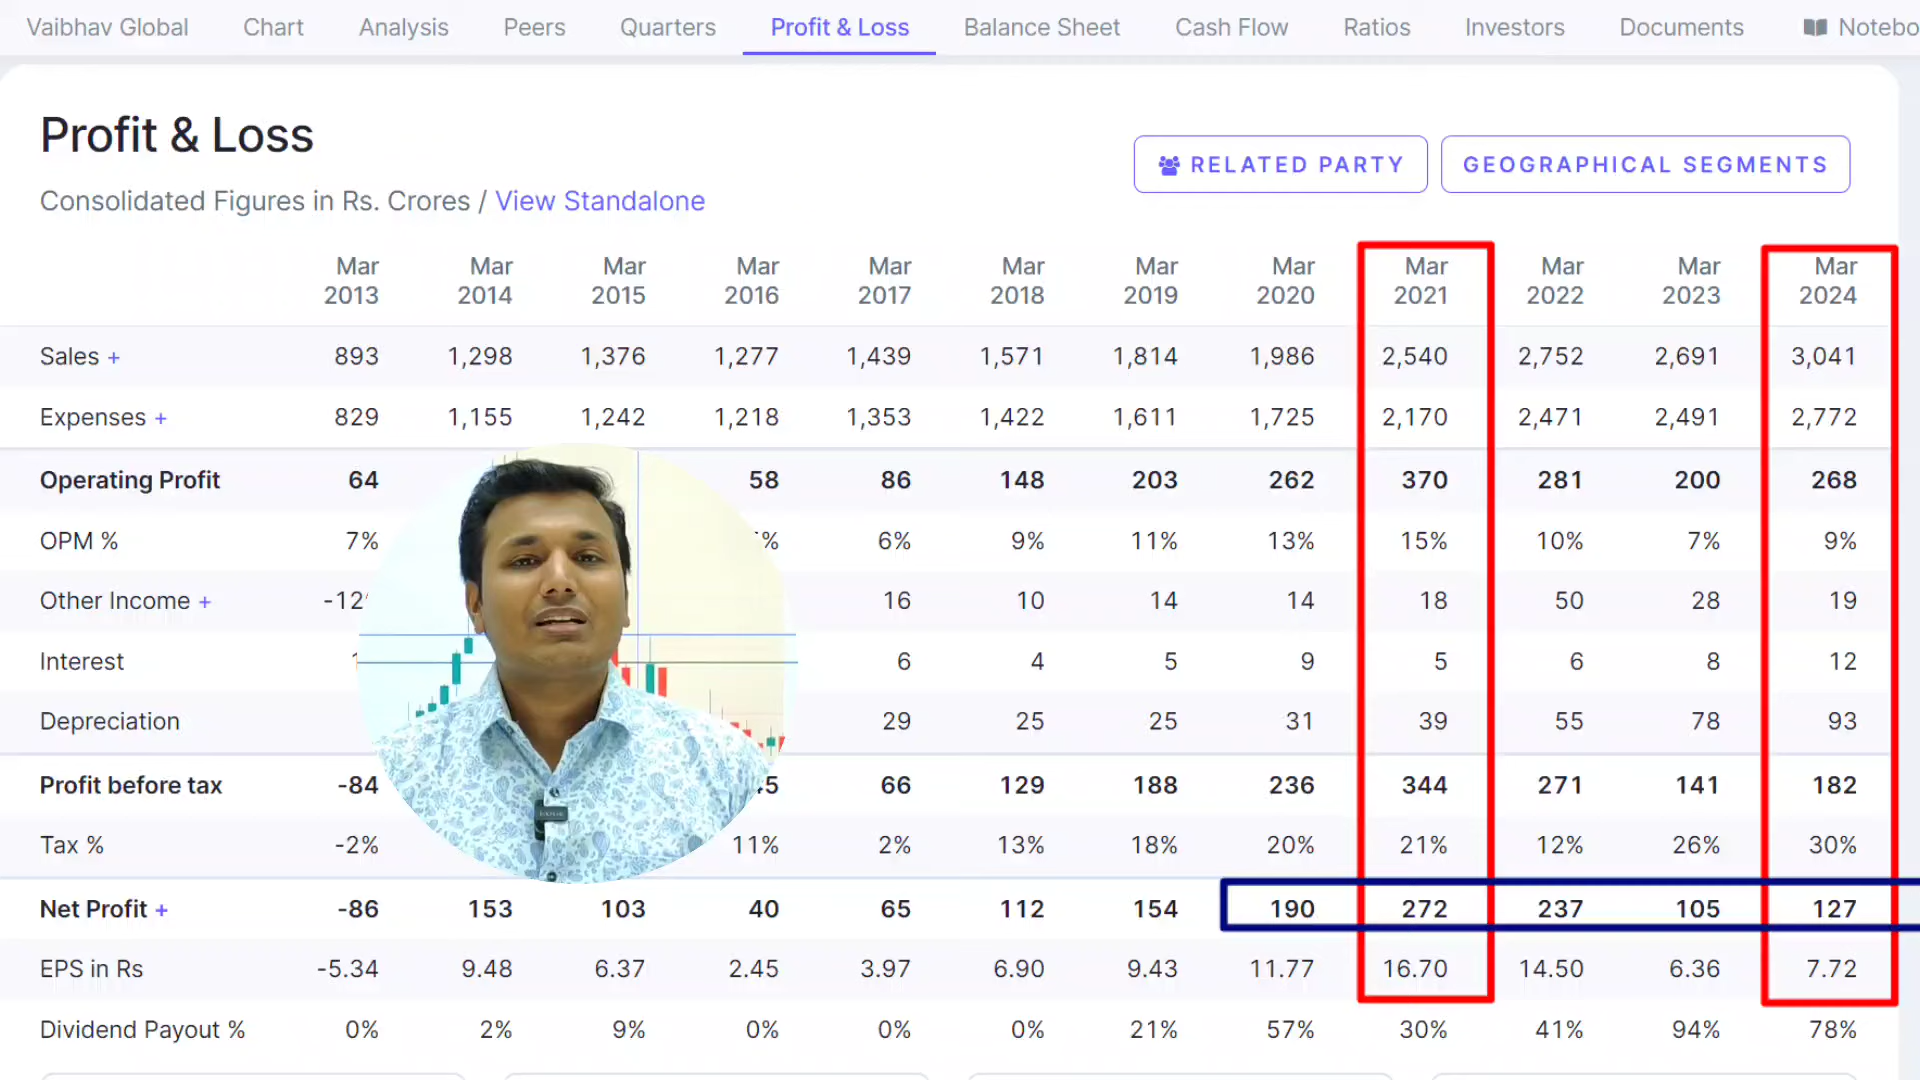 Vaibhav Global Chart Analysis Peers Quarters Profit & Loss Balance Sheet Cash Flow Ratios Investors Documents Notebo
Profit & Loss
RELATED PARTY GEOGRAPHICAL SEGMENTS
Consolidated Figures in Rs. Crores / View Standalone
Mar 2013 Mar 2014 Mar 2015 Mar 2016 Mar 2017 Mar 2018 Mar 2019 Mar 2020 Mar 2021 Mar 2022 Mar 2023 Mar 2024
Sales + 893 1,298 1,376 1,277 1,439 1,571 1,814 1,986 2,540 2,752 2,691 3,041
Expenses + 829 1,155 1,242 1,218 1,353 1,422 1,611 1,725 2,170 2,471 2,491 2,772
Operating Profit 64 58 86 148 203 262 370 281 200 268
OPM % 7% % 6% 9% 11% 13% 15% 10% 7% 9%
Other Income + -12 16 10 14 14 18 50 28 19
Interest 6 4 5 9 5 6 8 12
Depreciation 29 25 25 31 39 55 78 93
Profit before tax -84 5 66 129 188 236 344 271 141 182
Tax % -2% 11% 2% 13% 18% 20% 21% 12% 26% 30%
Net Profit + -86 153 103 40 65 112 154 190 272 237 105 127
EPS in Rs -5.34 9.48 6.37 2.45 3.97 6.90 9.43 11.77 16.70 14.50 6.36 7.72
Dividend Payout % 0% 2% 9% 0% 0% 0% 21% 57% 30% 41% 94% 78%